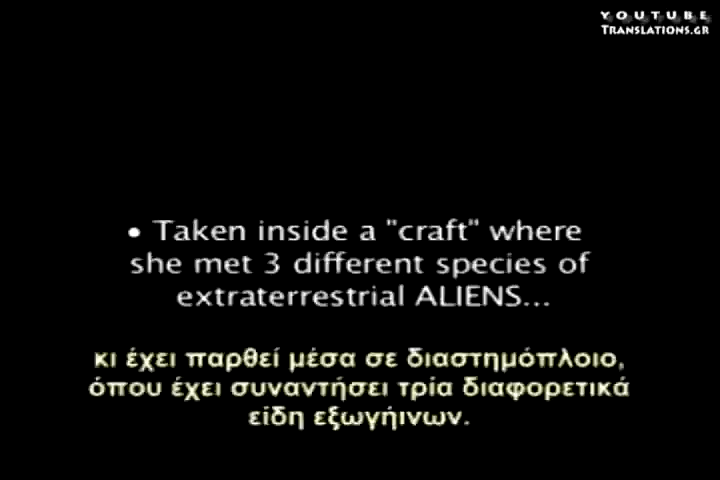 YOUTUBE
TRANSLATIONS.GR
• Taken inside a "craft" where
she met 3 different species of
extraterrestrial ALIENS...
κι έχει παρθεί μέσα σε διαστημόπλοιο,
όπου έχει συναντήσει τρία διαφορετικά
είδη εξωγήινων.